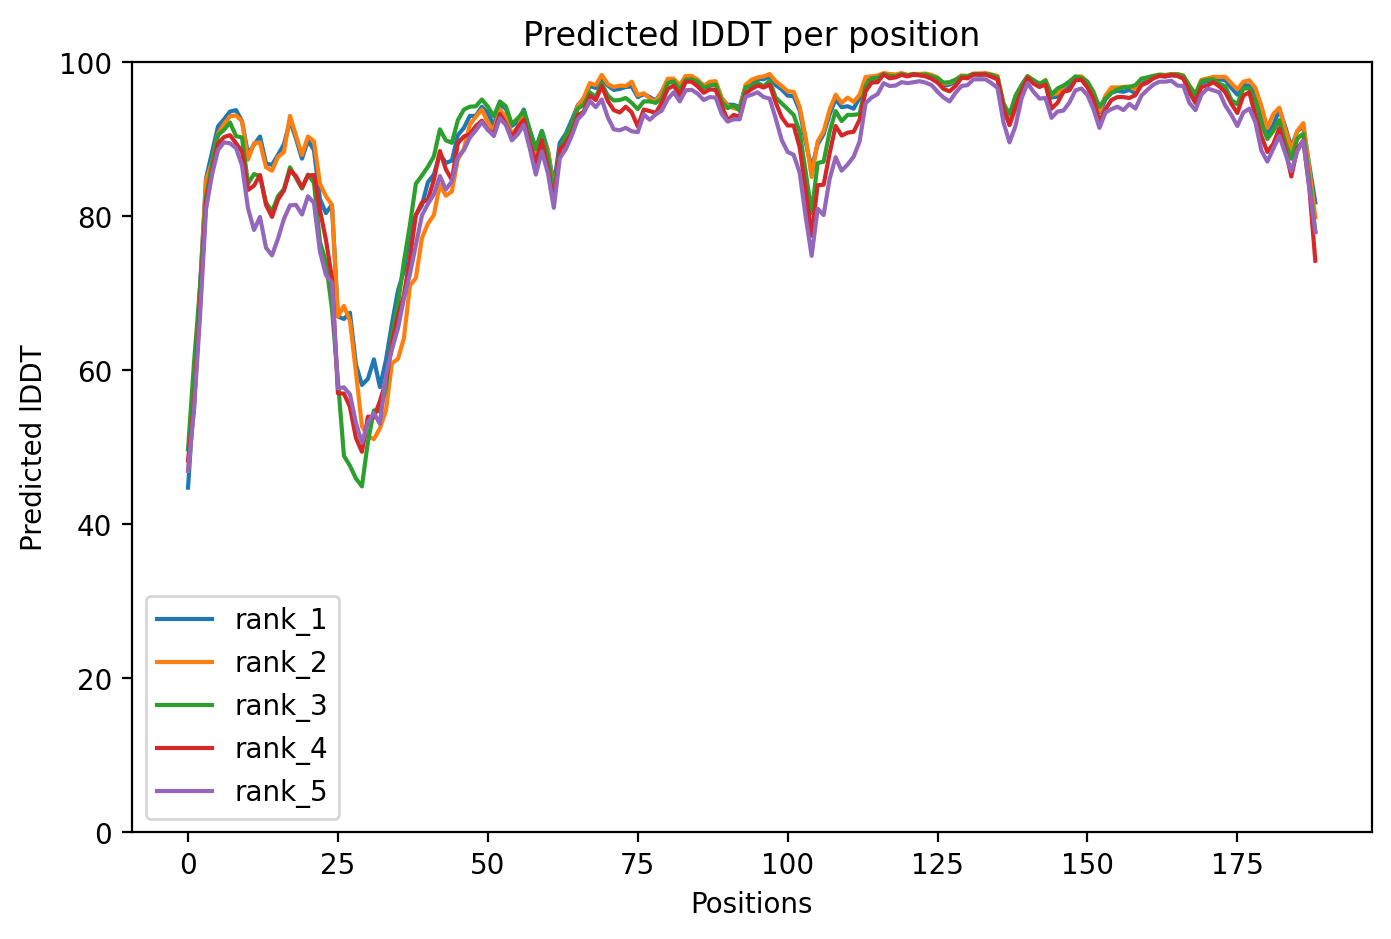 Predicted lDDT per position
100
80
60
40
20
0
Predicted lDDT
rank_1
rank_2
rank_3
rank_4
rank_5
0 25 50 75 100 125 150 175
Positions